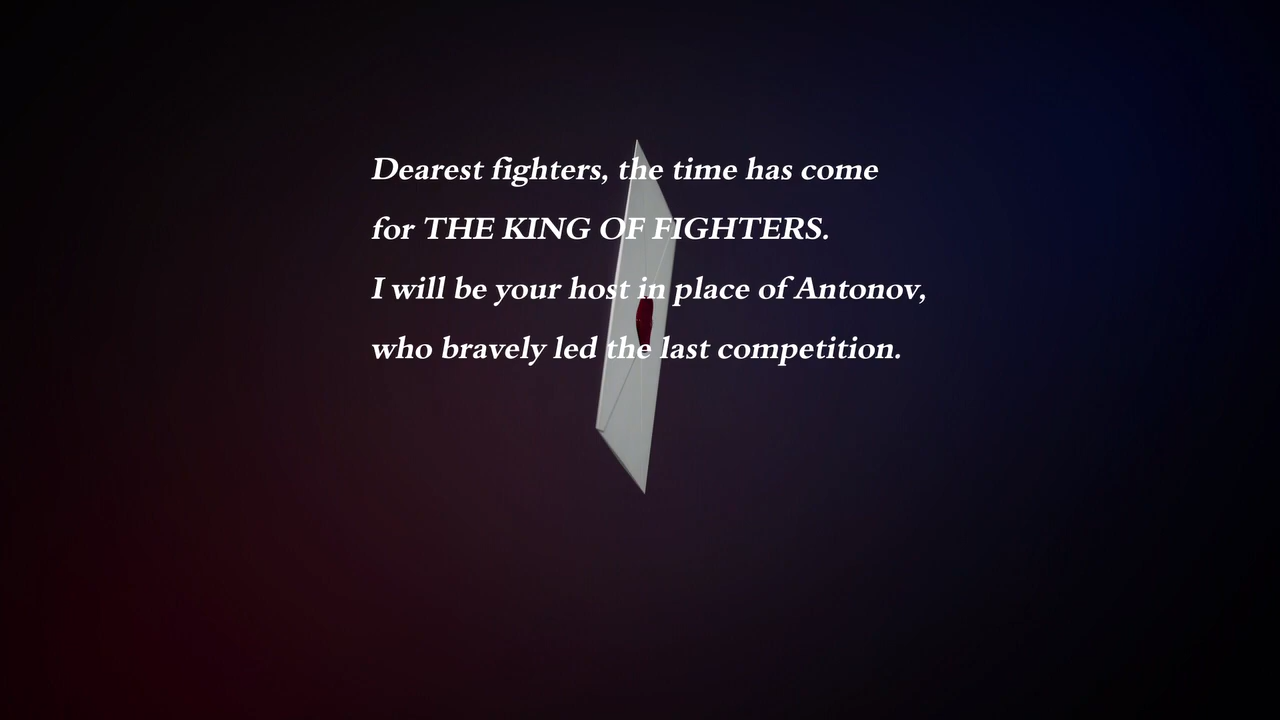 Dearest fighters, the time has come
for THE KING OF FIGHTERS.
I will be your host in place of Antonov,
who bravely led the last competition.